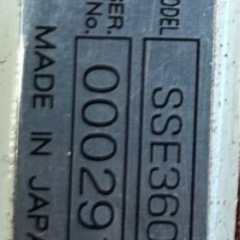 MODEL SSE360
SER. No. 00029
MADE IN JAPA